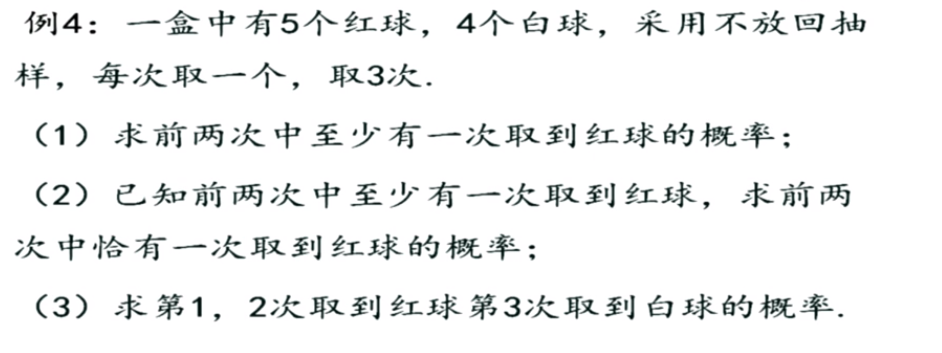 例4：一盒中有5个红球，4个白球，采用不放回抽
样，每次取一个，取3次.
（1）求前两次中至少有一次取到红球的概率；
（2）已知前两次中至少有一次取到红球，求前两
次中恰有一次取到红球的概率；
（3）求第1，2次取到红球第3次取到白球的概率.